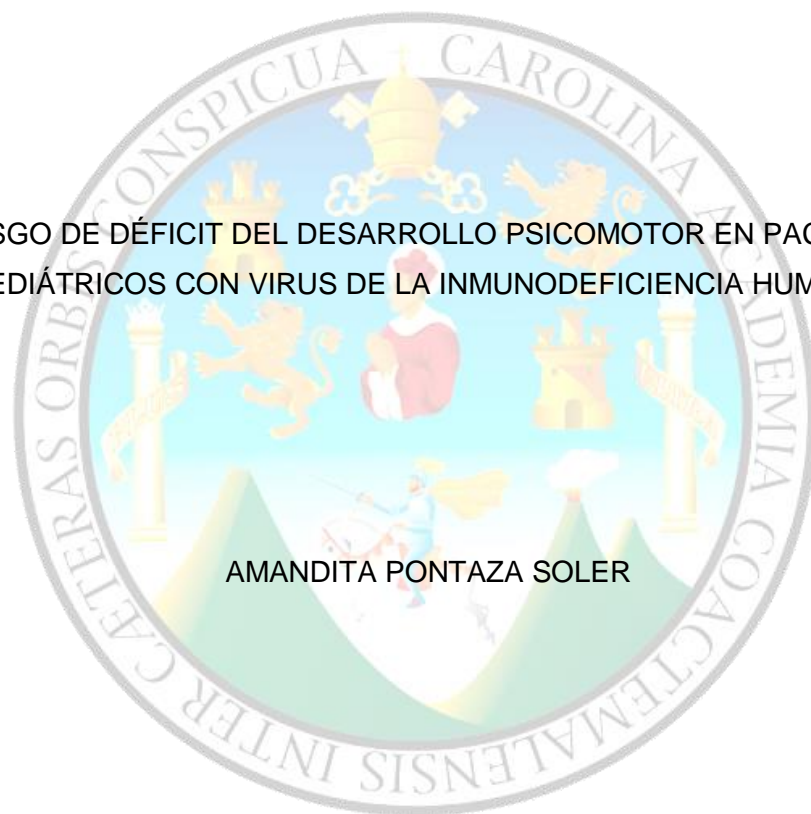 CAROLINA ACADEMIA COACTEMALENSIS INTER CÆTERAS ORBIS CONSPICUA
SGO DE DÉFICIT DEL DESARROLLO PSICOMOTOR EN PAC
EDIÁTRICOS CON VIRUS DE LA INMUNODEFICIENCIA HUM
AMANDITA PONTAZA SOLER